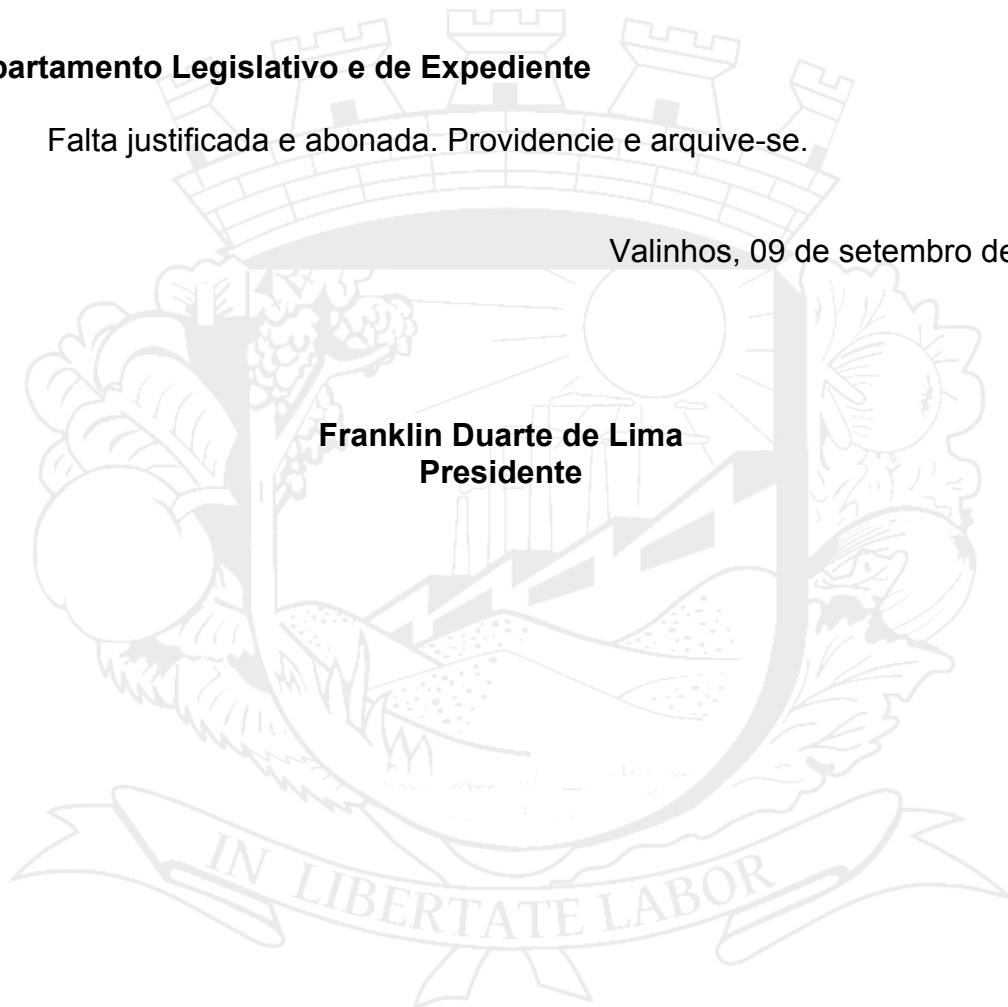 partamento Legislativo e de Expediente
Falta justificada e abonada. Providencie e arquive-se.
Valinhos, 09 de setembro de
Franklin Duarte de Lima
Presidente
IN LIBERTATE LABOR